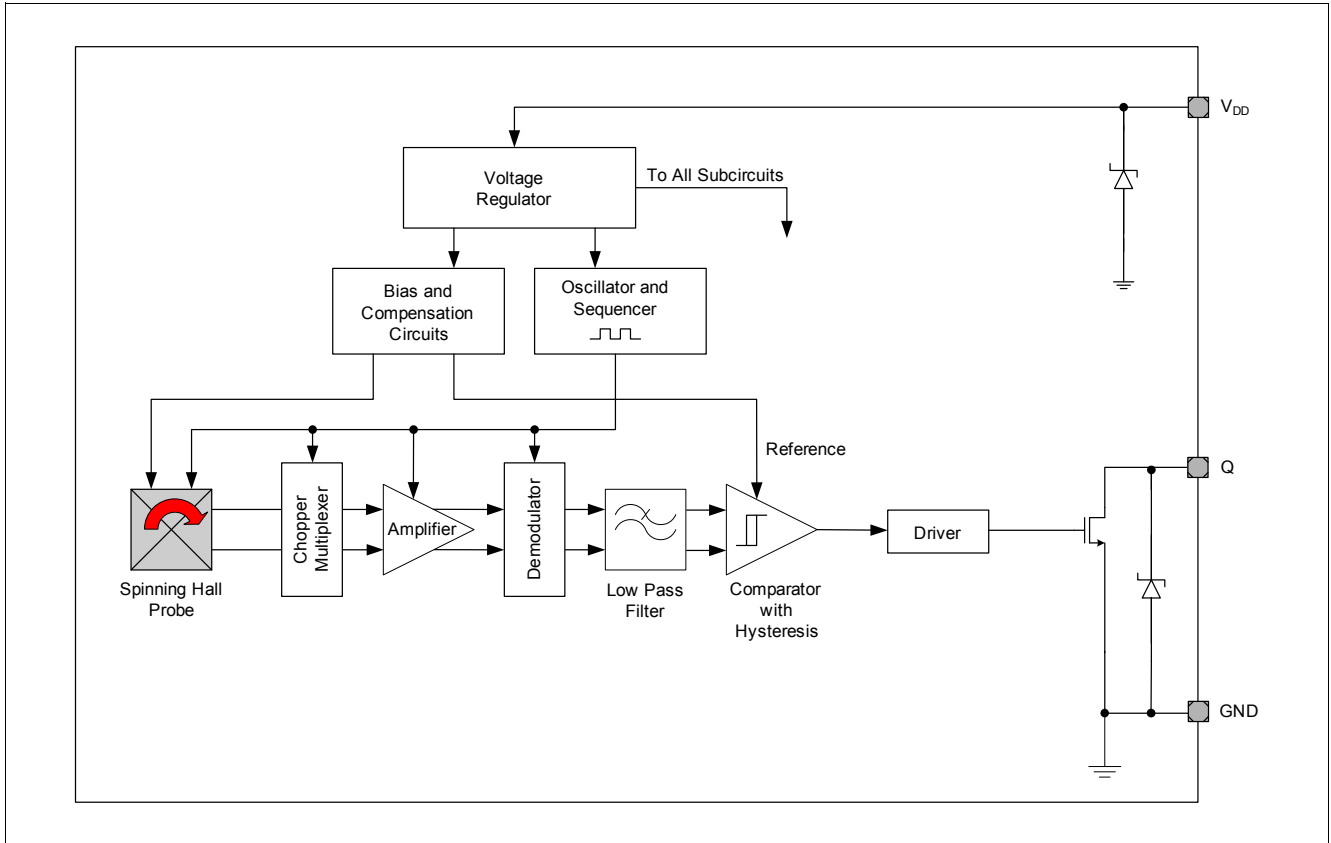 V_DD
Voltage
Regulator
To All Subcircuits
Bias and
Compensation
Circuits
Oscillator and
Sequencer
Reference
Q
Chopper
Multiplexer
Amplifier
Demodulator
Driver
Spinning Hall
Probe
Low Pass
Filter
Comparator
with
Hysteresis
GND